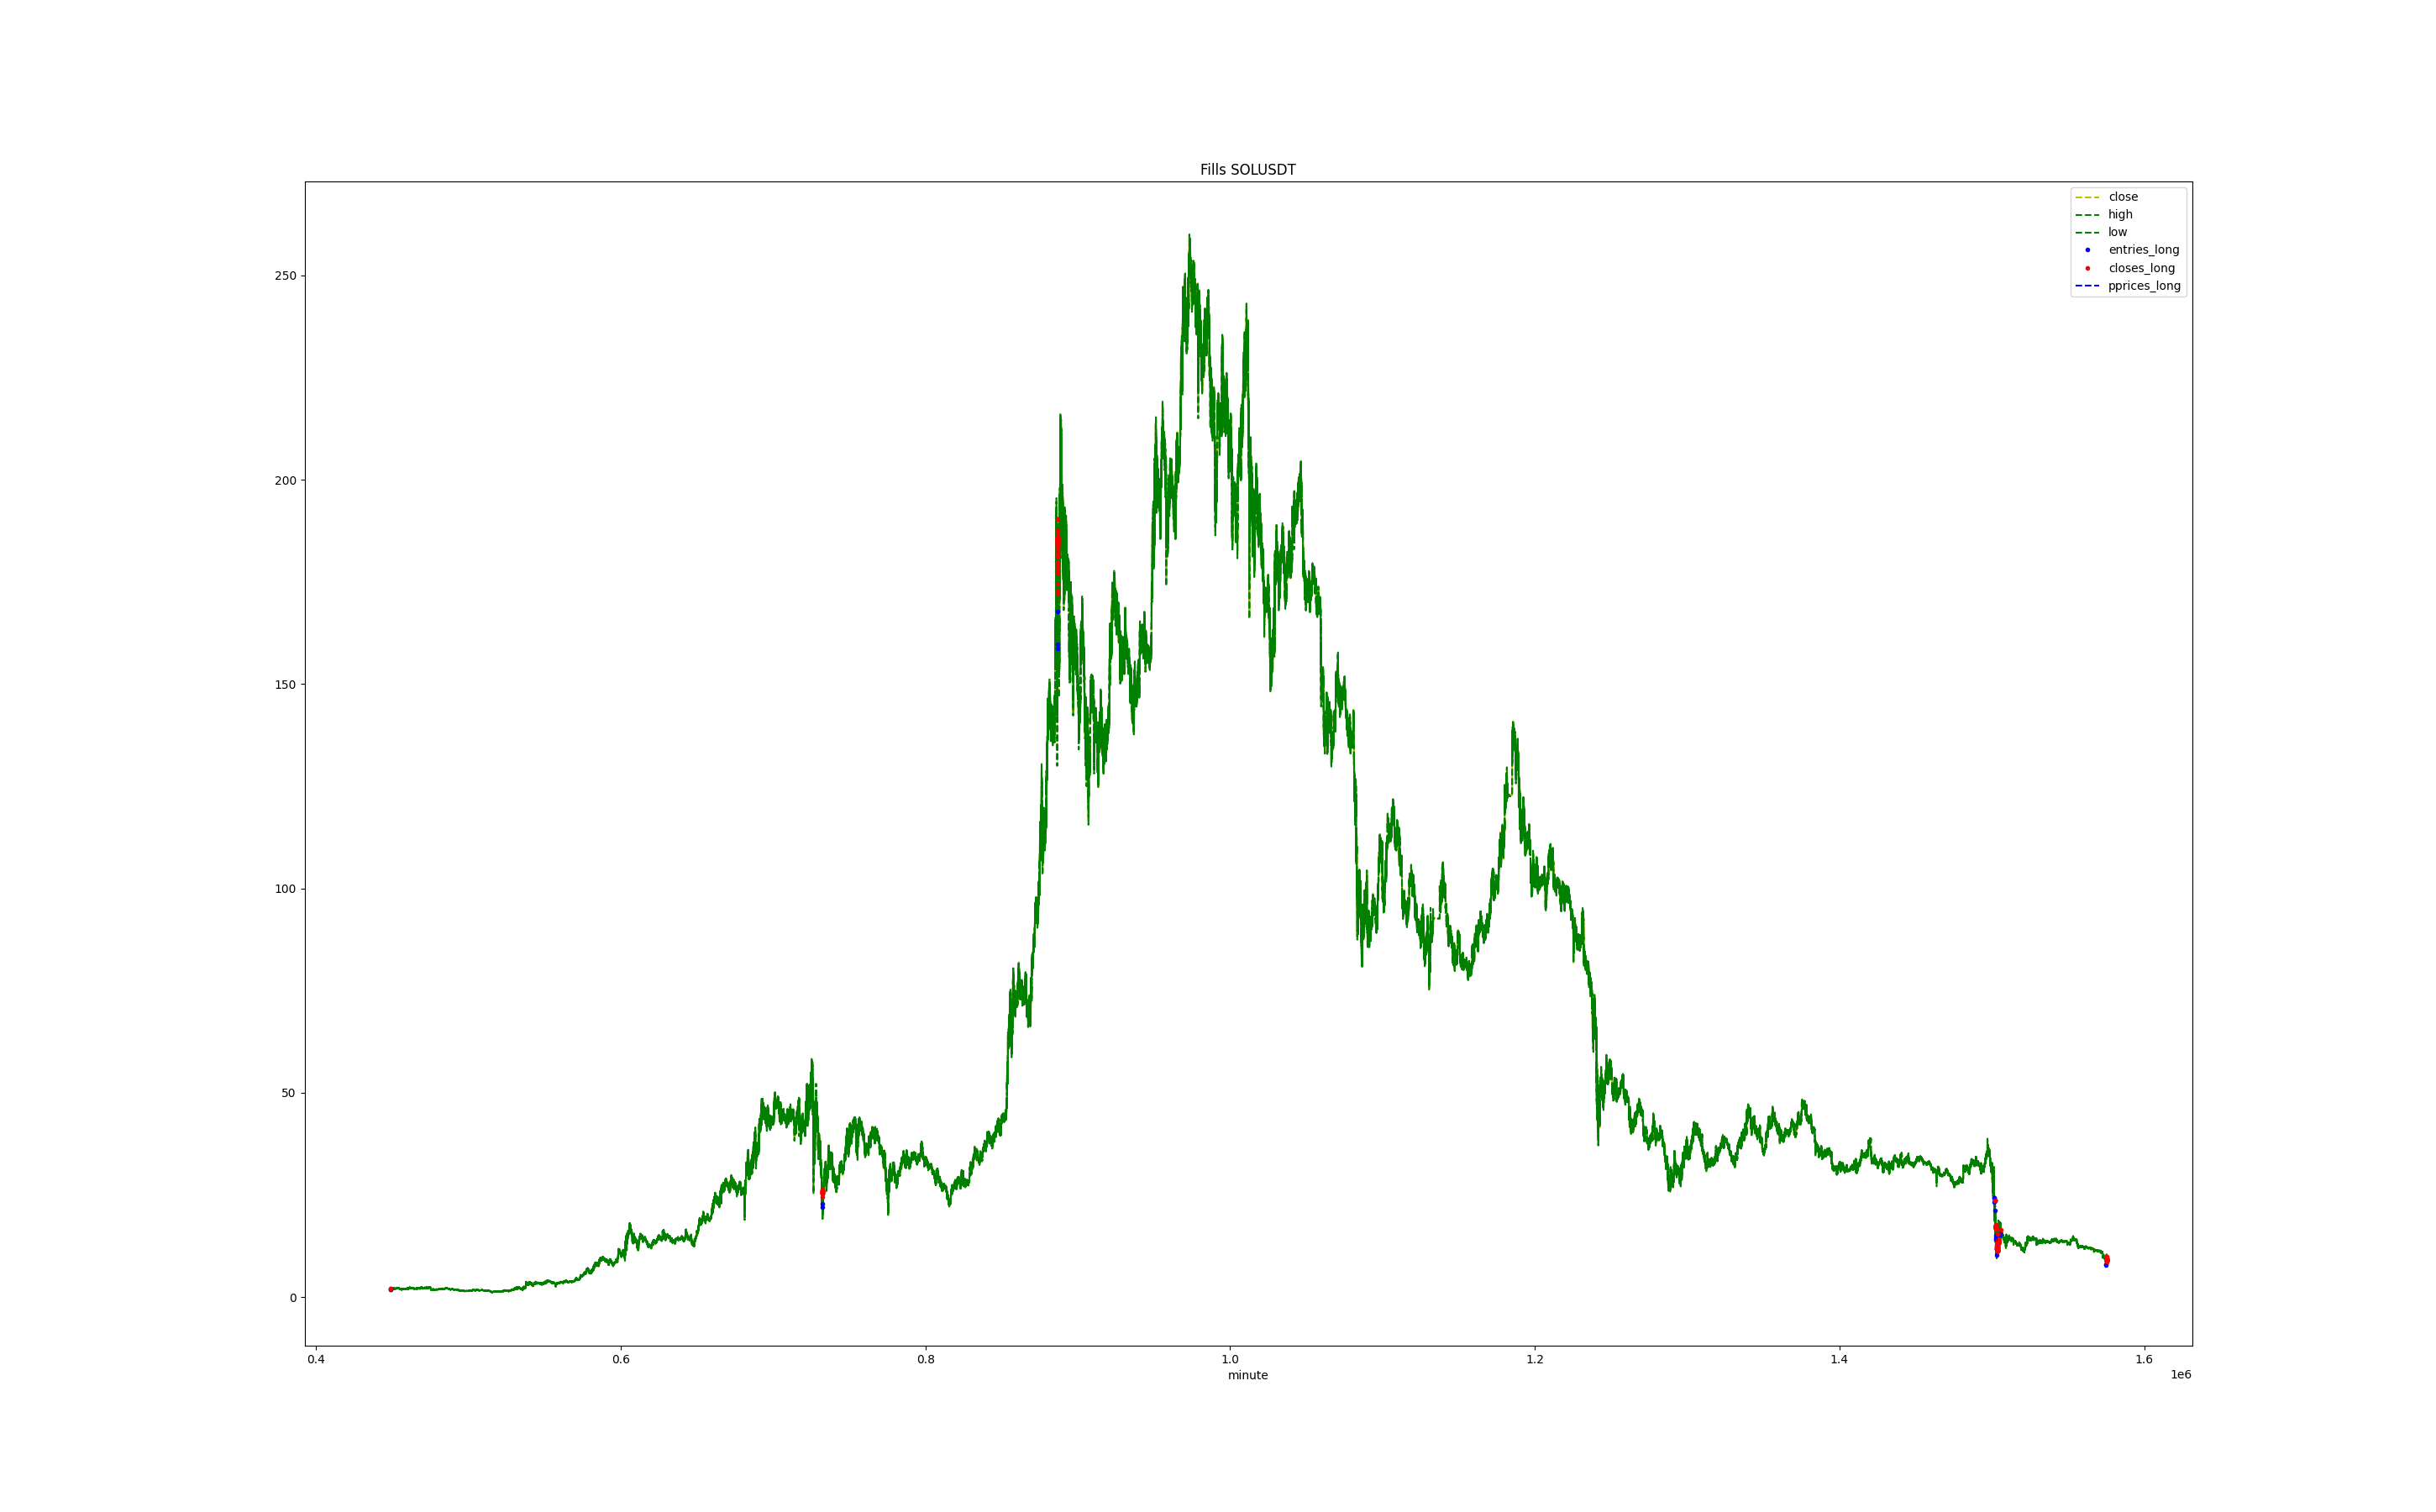 Fills SOLUSDT
close
high
low
entries_long
closes_long
pprices_long
250
200
150
100
50
0
0.4 0.6 0.8 1.0 1.2 1.4 1.6
minute 1e6